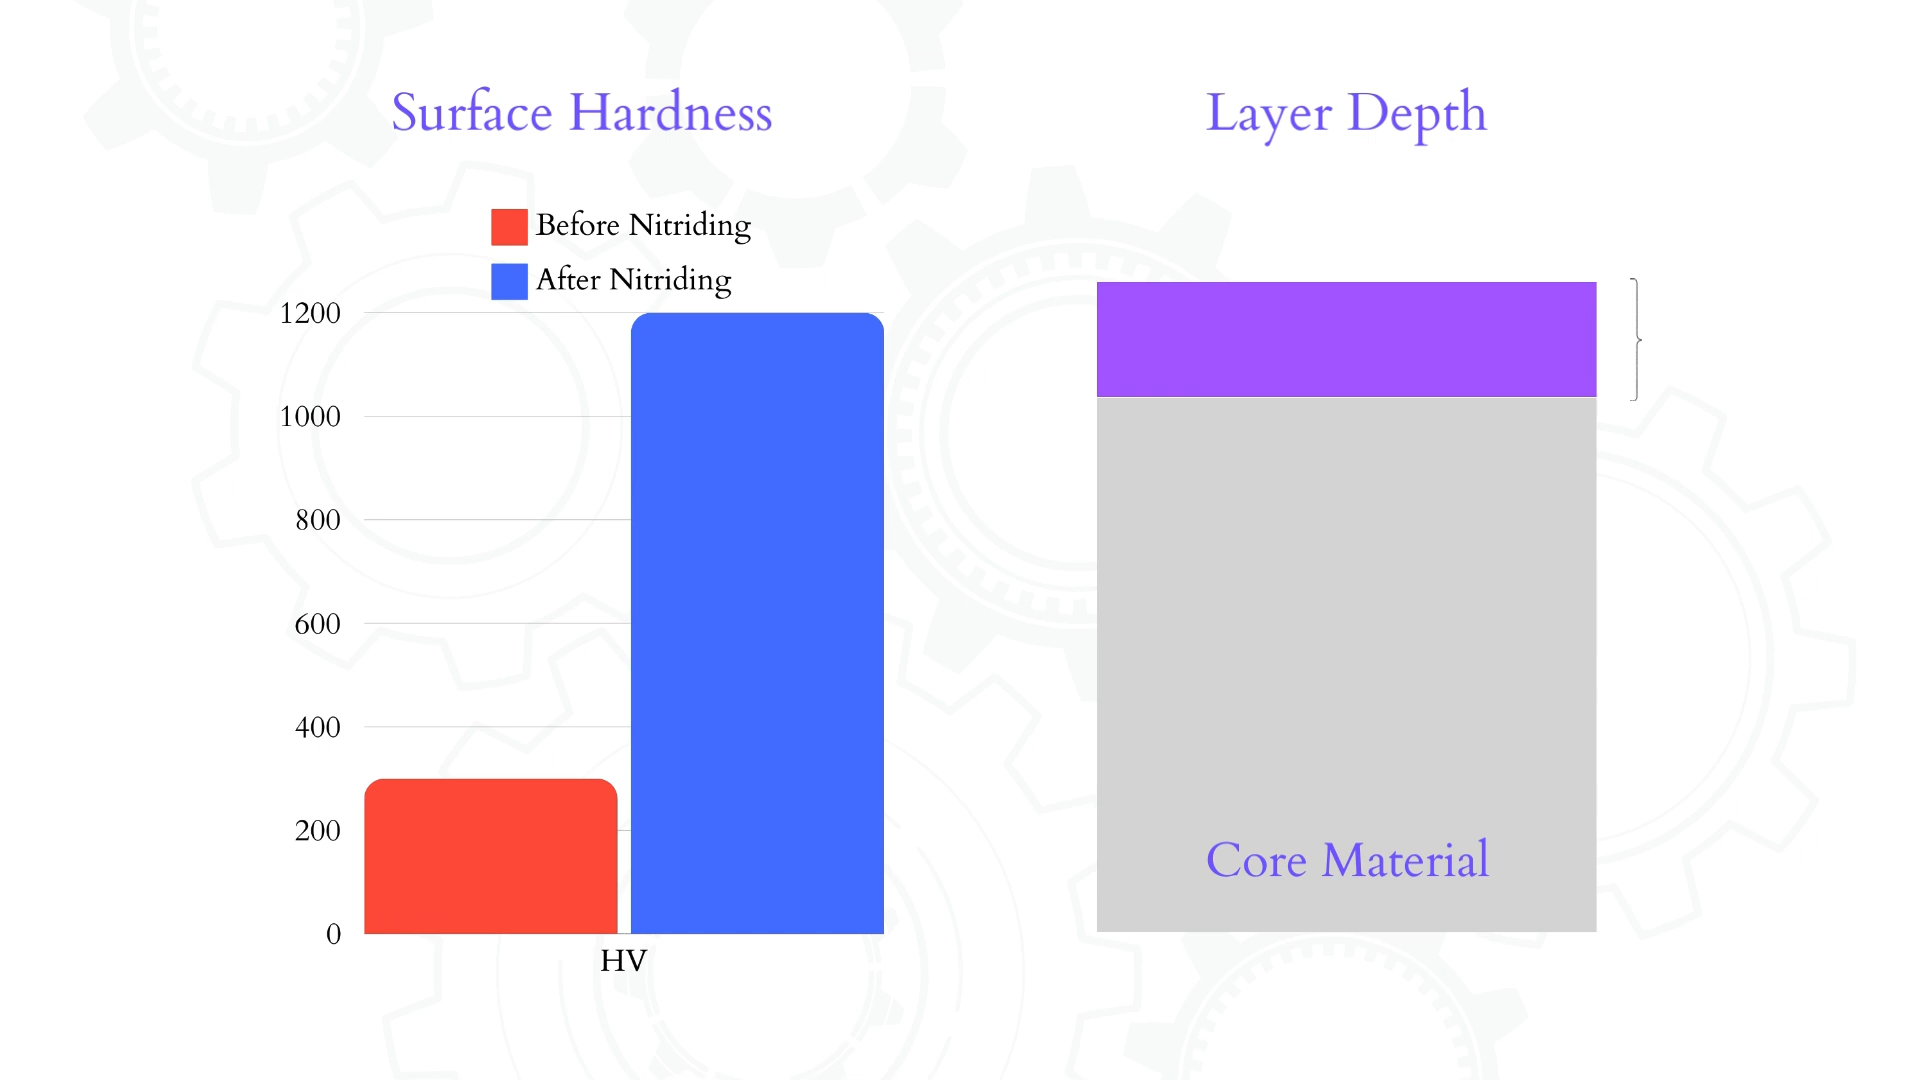 Surface Hardness
Before Nitriding
After Nitriding
1200
1000
800
600
400
200
0
HV
Layer Depth
Core Material